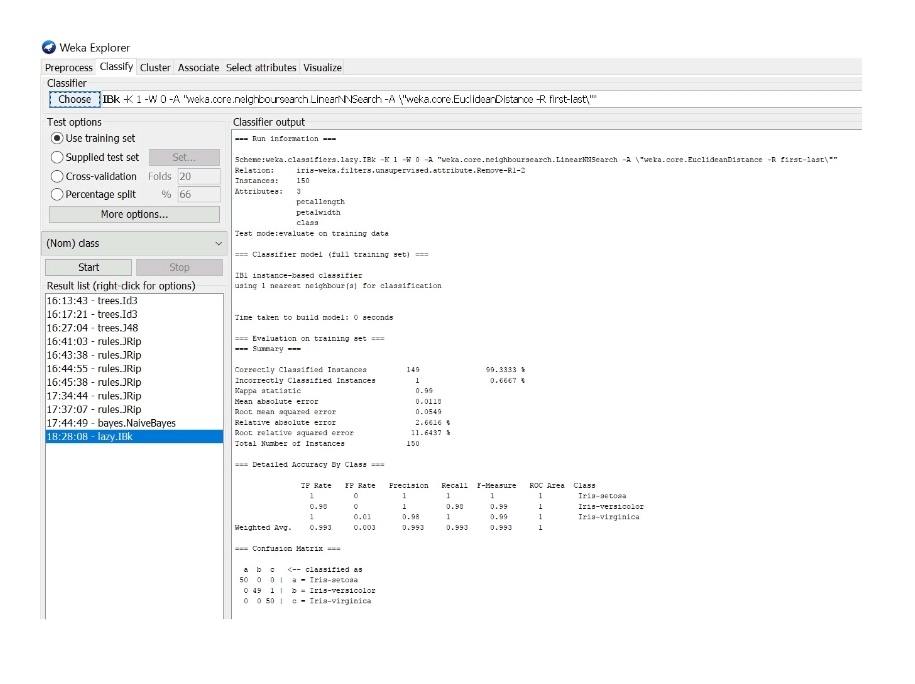 Weka Explorer
Preprocess Classify Cluster Associate Select attributes Visualize
Classifier
Choose IBk -K 1 -W 0 -A "weka.core.neighboursearch.LinearNNSearch -A \"weka.core.EuclideanDistance -R first-last\""
Test options
Use training set
Supplied test set Set...
Cross-validation Folds 20
Percentage split % 66
More options...
(Nom) class
Start Stop
Result list (right-click for options)
16:13:43 - trees.Id3
16:17:21 - trees.Id3
16:27:04 - trees.J48
16:41:03 - rules.JRip
16:43:38 - rules.JRip
16:44:55 - rules.JRip
16:45:38 - rules.JRip
17:34:44 - rules.JRip
17:37:07 - rules.JRip
17:44:49 - bayes.NaiveBayes
18:28:08 - lazy.IBk
Classifier output
=== Run information ===
Scheme:weka.classifiers.lazy.IBk -K 1 -W 0 -A "weka.core.neighboursearch.LinearNNSearch -A \"weka.core.EuclideanDistance -R first-last\""
Relation: iris-weka.filters.unsupervised.attribute.Remove-R1-2
Instances: 150
Attributes: 3
petallength
petalwidth
class
Test mode:evaluate on training data
=== Classifier model (full training set) ===
IB1 instance-based classifier
using 1 nearest neighbour(s) for classification
Time taken to build model: 0 seconds
=== Evaluation on training set ===
=== Summary ===
Correctly Classified Instances 149 99.3333 %
Incorrectly Classified Instances 1 0.6667 %
Kappa statistic 0.99
Mean absolute error 0.0118
Root mean squared error 0.0549
Relative absolute error 2.6616 %
Root relative squared error 11.6437 %
Total Number of Instances 150
=== Detailed Accuracy By Class ===
TP Rate FP Rate Precision Recall F-Measure ROC Area Class
1 0 1 1 1 1 Iris-setosa
0.98 0 1 0.98 0.99 1 Iris-versicolor
1 0.01 0.98 1 0.99 1 Iris-virginica
Weighted Avg. 0.993 0.003 0.993 0.993 0.993 1
=== Confusion Matrix ===
a b c <-- classified as
50 0 0 | a = Iris-setosa
0 49 1 | b = Iris-versicolor
0 0 50 | c = Iris-virginica